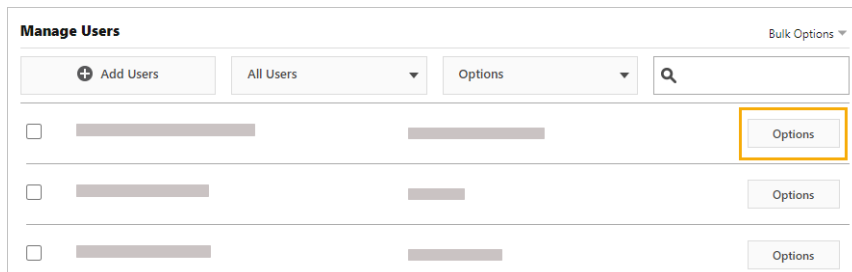 Manage Users
Bulk Options
Add Users
All Users
Options
Options
Options
Options